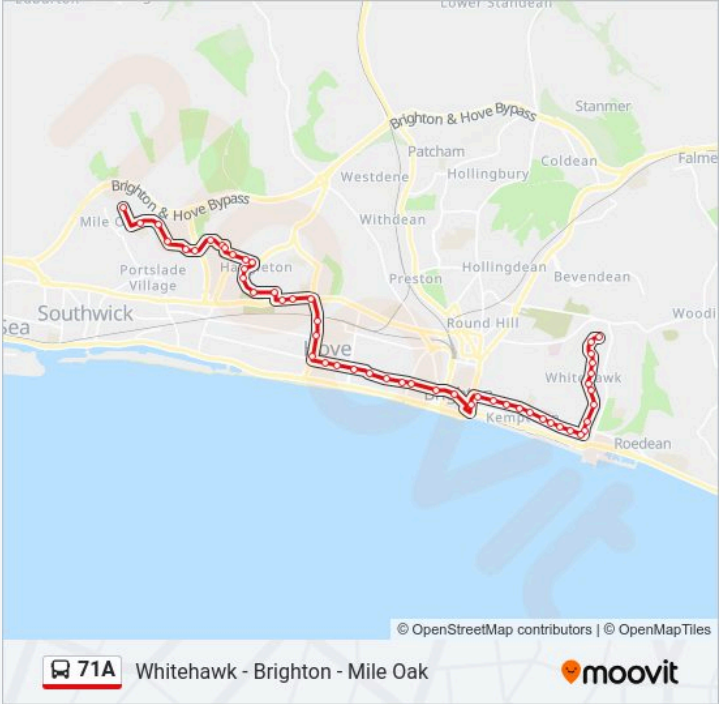 Lower Standean
Brighton & Hove Bypass
Stanmer
Patcham
Coldean
Falme
Westdene
Hollingbury
Brighton & Hove Bypass
Mile O
Withdean
Portslade
Village
Preston
Hollingdean
Bevendean
Southwick
Woodi
Sea
Round Hill
Hove
Whitehawk
Roedean
moovit
© OpenStreetMap contributors | © OpenMapTiles
71A Whitehawk - Brighton - Mile Oak moovit